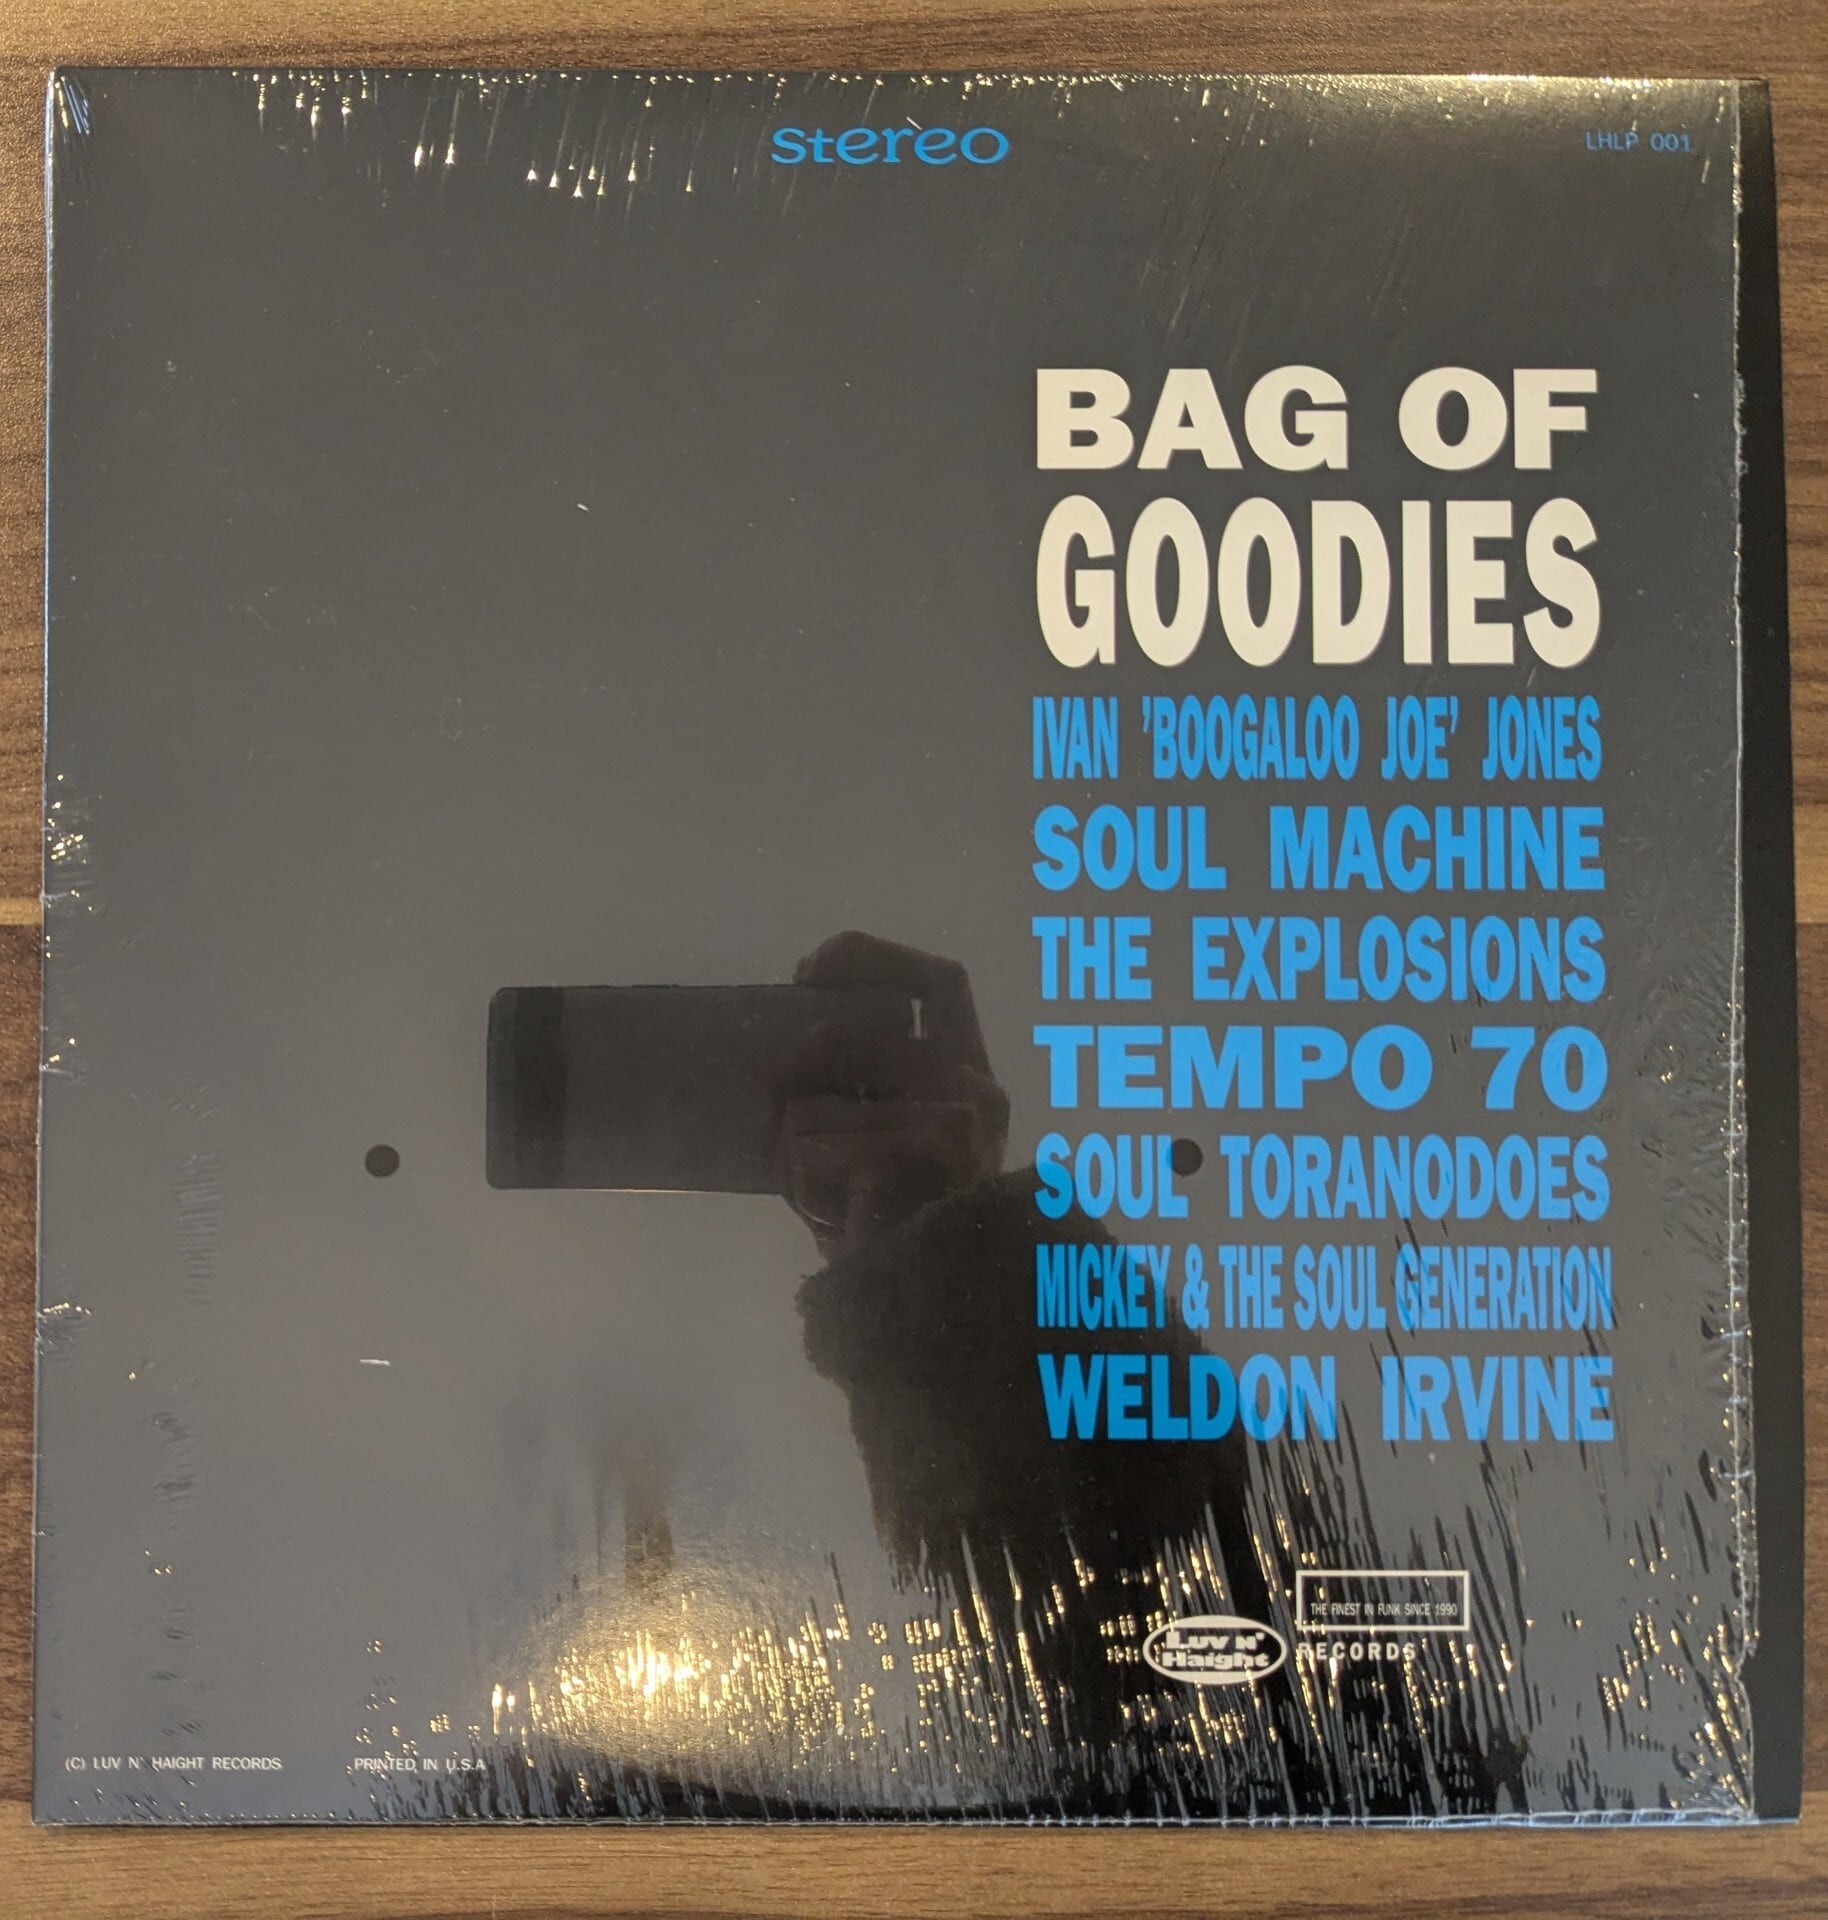 stereo
LHLP 001
BAG OF
GOODIES
IVAN 'BOOGALOO JOE' JONES
SOUL MACHINE
THE EXPLOSIONS
TEMPO 70
SOUL TORANODOES
MICKEY & THE SOUL GENERATION
WELDON IRVINE
THE FINEST IN FUNK SINCE 1990
LUV N'
Haight
RECORDS
(C) LUV N' HAIGHT RECORDS
PRINTED IN U.S.A